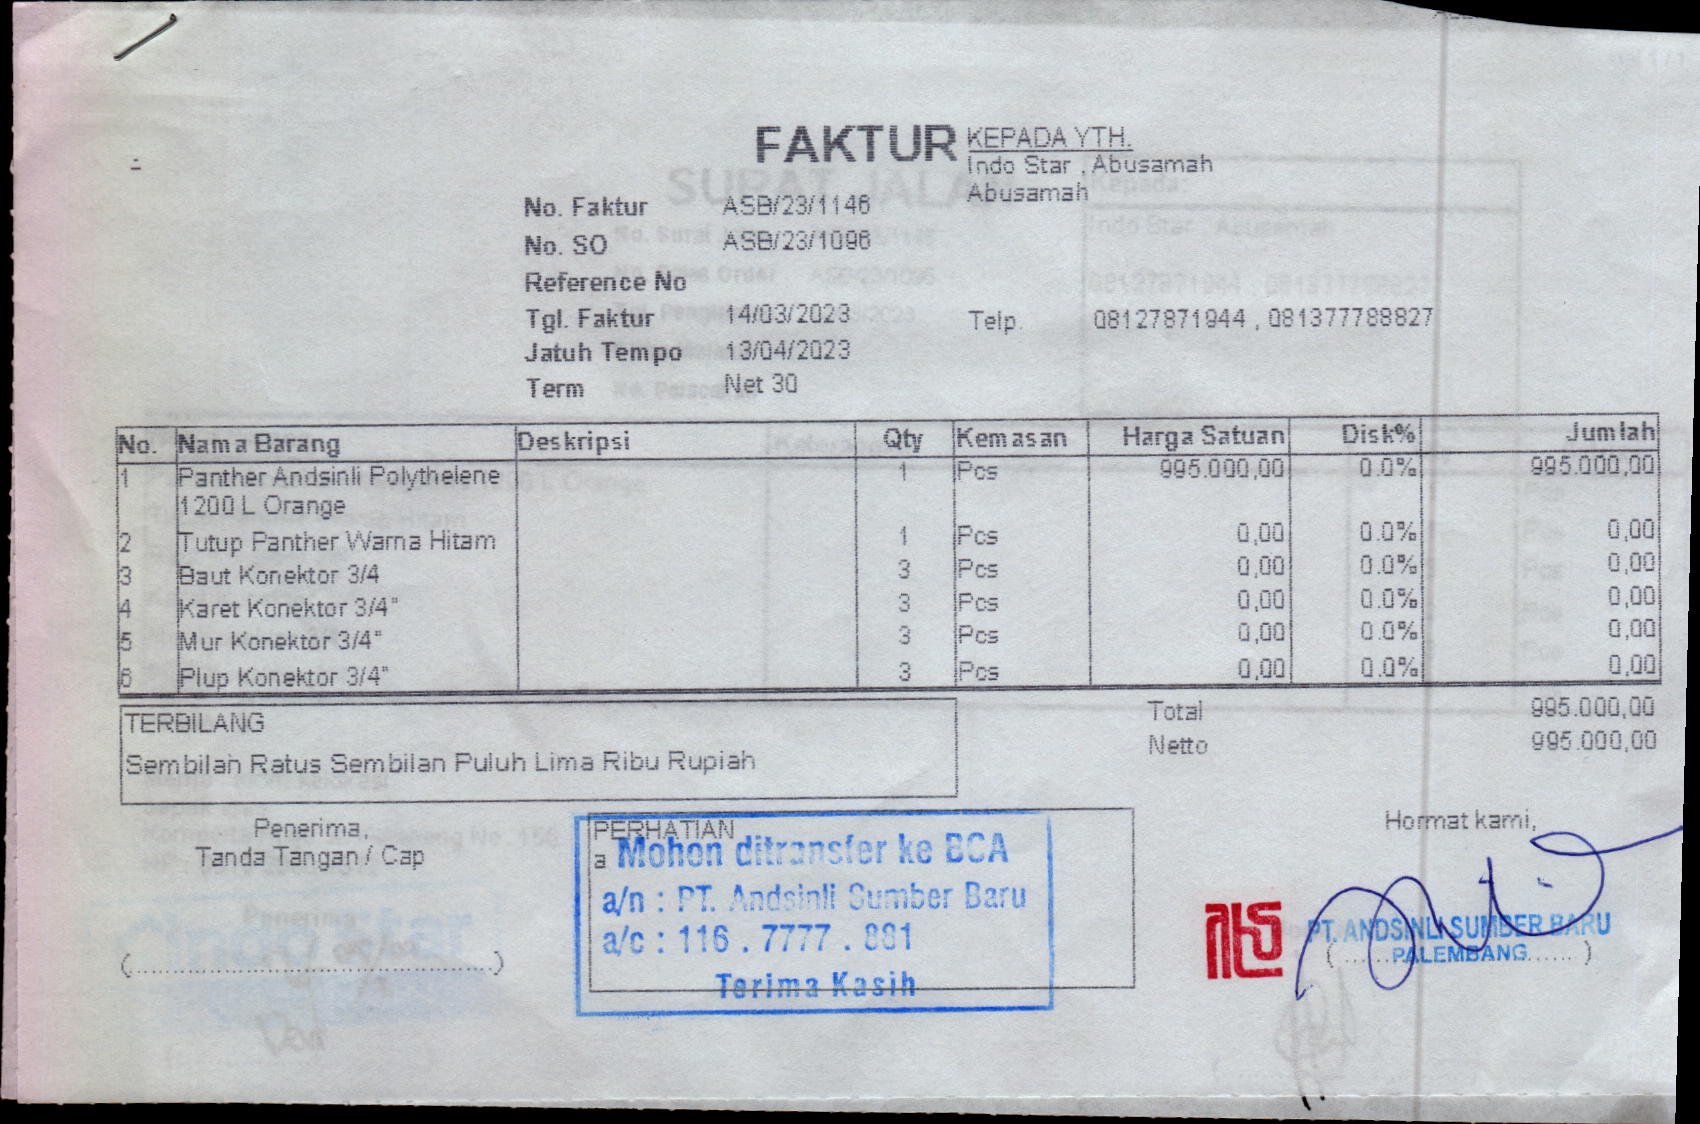 FAKTUR
KEPADA YTH.
Indo Star , Abusamah
Abusamah
No. Faktur ASB/23/1146
No. SO ASB/23/1096
Reference No
Tgl. Faktur 14/03/2023
Telp. 08127871944 , 081377788827
Jatuh Tempo 13/04/2023
Term Net 30
No. Nama Barang Deskripsi Qty Kemasan Harga Satuan Disk% Jumlah
1 Panther Andsinli Polythelene 1 Pcs 995.000,00 0.0% 995.000,00
1200 L Orange
2 Tutup Panther Warna Hitam 1 Pcs 0,00 0.0% 0,00
3 Baut Konektor 3/4 3 Pcs 0,00 0.0% 0,00
4 Karet Konektor 3/4" 3 Pcs 0,00 0.0% 0,00
5 Mur Konektor 3/4" 3 Pcs 0,00 0.0% 0,00
6 Plup Konektor 3/4" 3 Pcs 0,00 0.0% 0,00
TERBILANG
Sembilan Ratus Sembilan Puluh Lima Ribu Rupiah
Total 995.000,00
Netto 995.000,00
Penerima,
Tanda Tangan / Cap
PERHATIAN
a
Mohon ditransfer ke BCA
a/n : PT. Andsinli Sumber Baru
a/c : 116 . 7777 . 881
Terima Kasih
Hormat kami,
PT. ANDSINLI SUMBER BARU
PALEMBANG